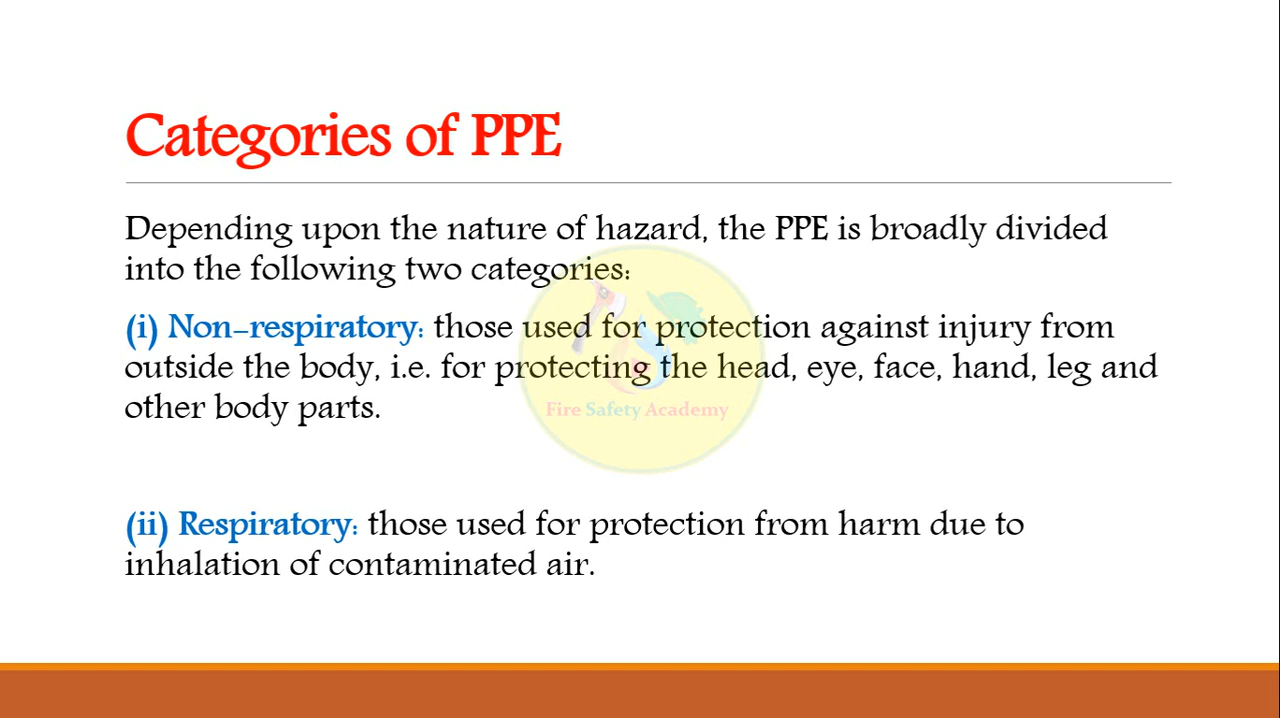 Categories of PPE
Depending upon the nature of hazard, the PPE is broadly divided
into the following two categories:
(i) Non-respiratory: those used for protection against injury from
outside the body, i.e. for protecting the head, eye, face, hand, leg and
other body parts.
Fire Safety Academy
(ii) Respiratory: those used for protection from harm due to
inhalation of contaminated air.